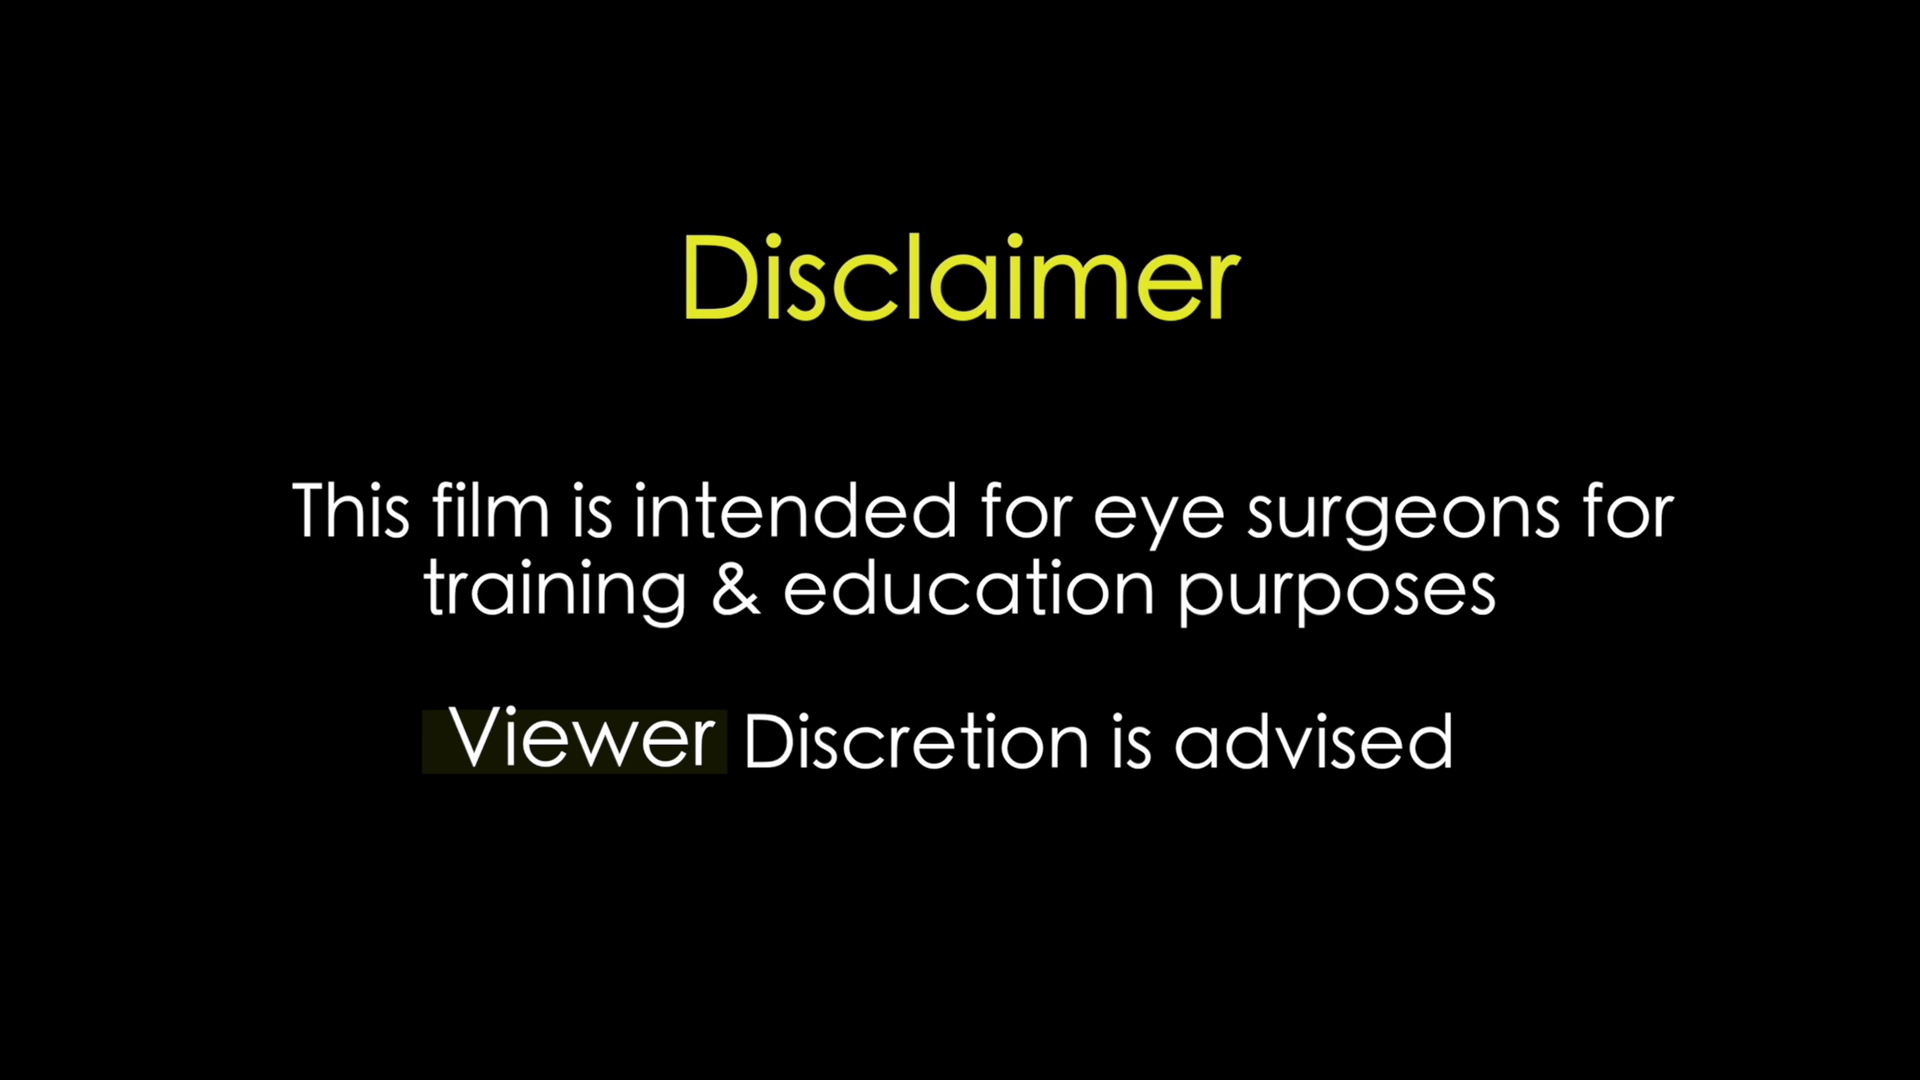 Disclaimer
This film is intended for eye surgeons for
training & education purposes
Viewer Discretion is advised